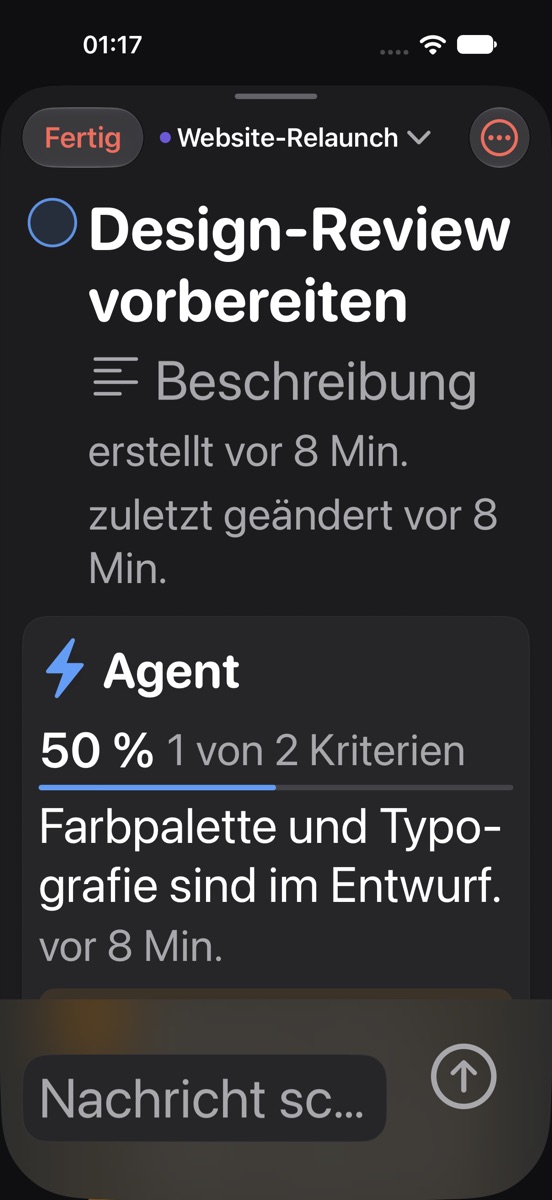 01:17
Fertig
Website-Relaunch
Design-Review
vorbereiten
Beschreibung
erstellt vor 8 Min.
zuletzt geändert vor 8
Min.
Agent
50 % 1 von 2 Kriterien
Farbpalette und Typo-
grafie sind im Entwurf.
vor 8 Min.
Nachricht sc…